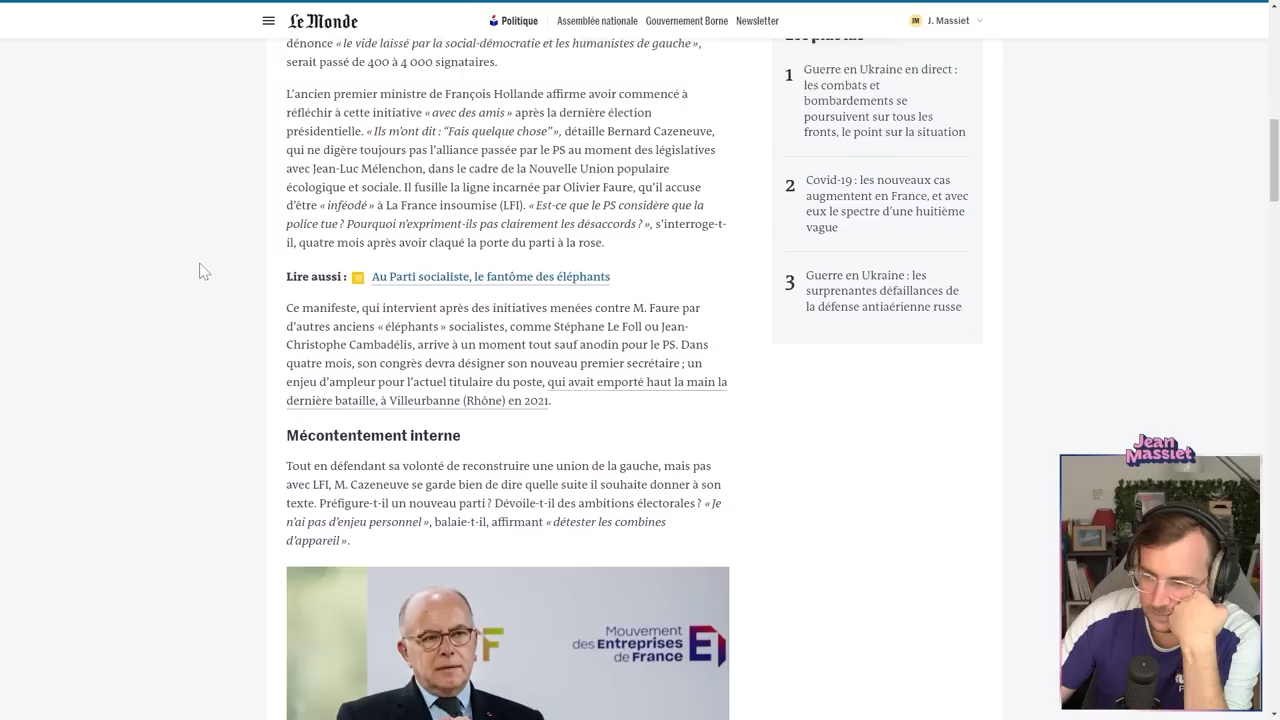 Le Monde
Politique
Assemblée nationale
Gouvernement Borne
Newsletter
JM
J. Massiet
dénonce « le vide laissé par la social-démocratie et les humanistes de gauche »,
serait passé de 400 à 4 000 signataires.
L’ancien premier ministre de François Hollande affirme avoir commencé à
réfléchir à cette initiative « avec des amis » après la dernière élection
présidentielle. « Ils m’ont dit : “Fais quelque chose” », détaille Bernard Cazeneuve,
qui ne digère toujours pas l’alliance passée par le PS au moment des législatives
avec Jean-Luc Mélenchon, dans le cadre de la Nouvelle Union populaire
écologique et sociale. Il fusille la ligne incarnée par Olivier Faure, qu’il accuse
d’être « inféodé » à La France insoumise (LFI). « Est-ce que le PS considère que la
police tue ? Pourquoi n’expriment-ils pas clairement les désaccords ? », s’interroge-t-
il, quatre mois après avoir claqué la porte du parti à la rose.
Lire aussi : Au Parti socialiste, le fantôme des éléphants
Ce manifeste, qui intervient après des initiatives menées contre M. Faure par
d’autres anciens « éléphants » socialistes, comme Stéphane Le Foll ou Jean-
Christophe Cambadélis, arrive à un moment tout sauf anodin pour le PS. Dans
quatre mois, son congrès devra désigner son nouveau premier secrétaire ; un
enjeu d’ampleur pour l’actuel titulaire du poste, qui avait emporté haut la main la
dernière bataille, à Villeurbanne (Rhône) en 2021.
Mécontentement interne
Tout en défendant sa volonté de reconstruire une union de la gauche, mais pas
avec LFI, M. Cazeneuve se garde bien de dire quelle suite il souhaite donner à son
texte. Préfigure-t-il un nouveau parti ? Dévoile-t-il des ambitions électorales ? « Je
n’ai pas d’enjeu personnel », balaie-t-il, affirmant « détester les combines
d’appareil ».
EF
Mouvement
des Entreprises
de France
1 Guerre en Ukraine en direct :
les combats et
bombardements se
poursuivent sur tous les
fronts, le point sur la situation
2 Covid-19 : les nouveaux cas
augmentent en France, et avec
eux le spectre d’une huitième
vague
3 Guerre en Ukraine : les
surprenantes défaillances de
la défense antiaérienne russe
Jean
Massiet